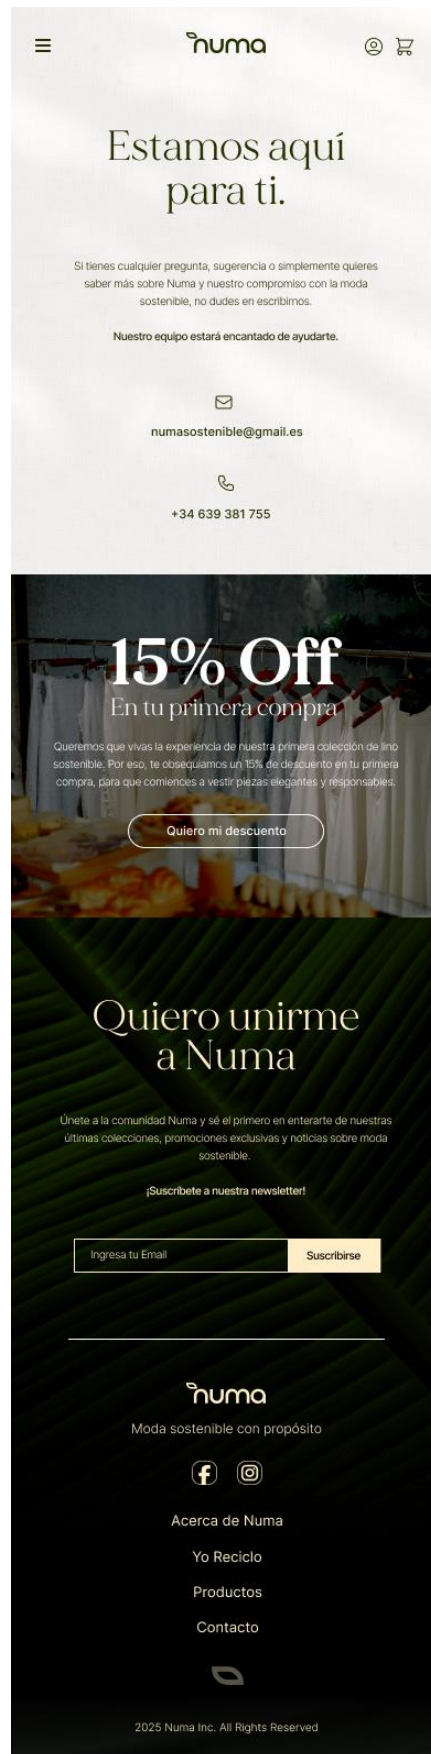 numa
Estamos aquí
para ti.
Si tienes cualquier pregunta, sugerencia o simplemente quieres
saber más sobre Numa y nuestro compromiso con la moda
sostenible, no dudes en escribirnos.
Nuestro equipo estará encantado de ayudarte.
numasostenible@gmail.es
+34 639 381 755
15% Off
En tu primera compra
Queremos que vivas la experiencia de nuestra primera colección de lino
sostenible. Por eso, te obsequiamos un 15% de descuento en tu primera
compra, para que comiences a vestir piezas elegantes y responsables.
Quiero mi descuento
Quiero unirme
a Numa
Únete a la comunidad Numa y sé el primero en enterarte de nuestras
últimas colecciones, promociones exclusivas y noticias sobre moda
sostenible.
¡Suscríbete a nuestra newsletter!
Ingresa tu Email
Suscribirse
numa
Moda sostenible con propósito
Acerca de Numa
Yo Reciclo
Productos
Contacto
2025 Numa Inc. All Rights Reserved